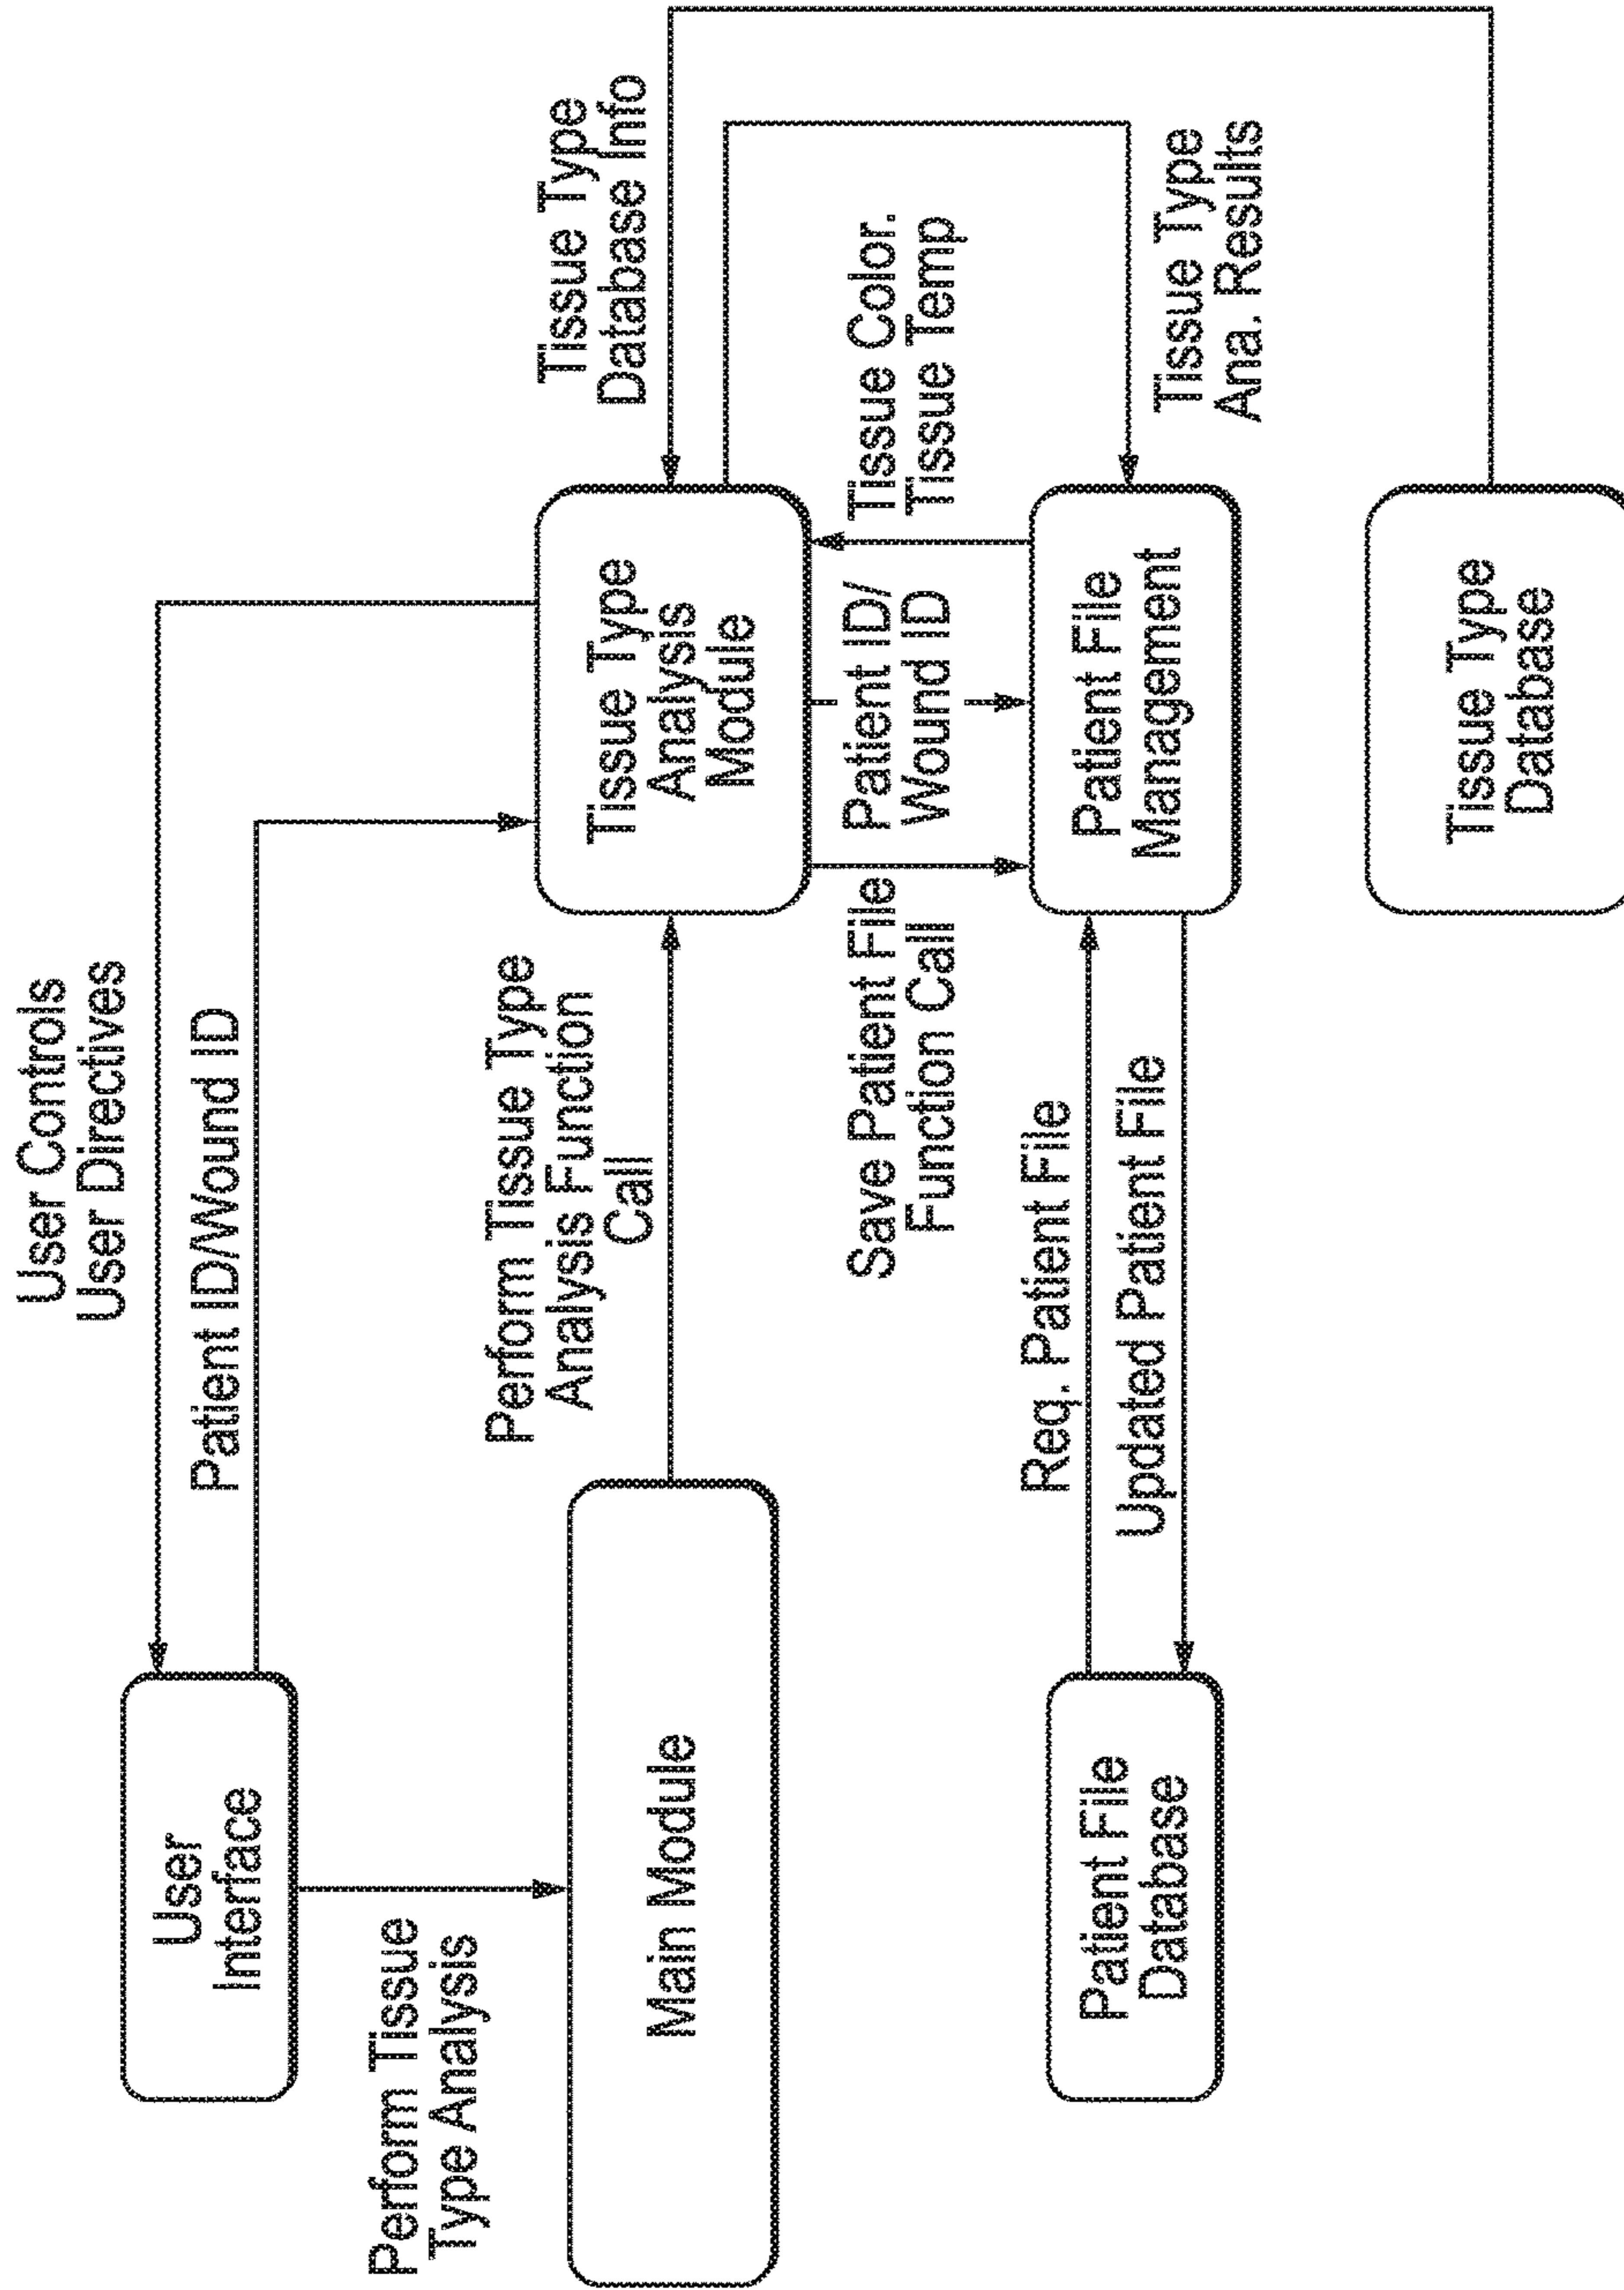 User Controls
User Directives
Patient ID/Wound ID
User
Interface
Perform Tissue
Type Analysis
Main Module
Perform Tissue Type
Analysis Function
Call
Tissue Type
Analysis
Module
Tissue Type
Database Info
Save Patient File
Function Call
Patient ID/
Wound ID
Tissue Color.
Tissue Temp
Req. Patient File
Updated Patient File
Patient File
Database
Patient File
Management
Tissue Type
Ana. Results
Tissue Type
Database